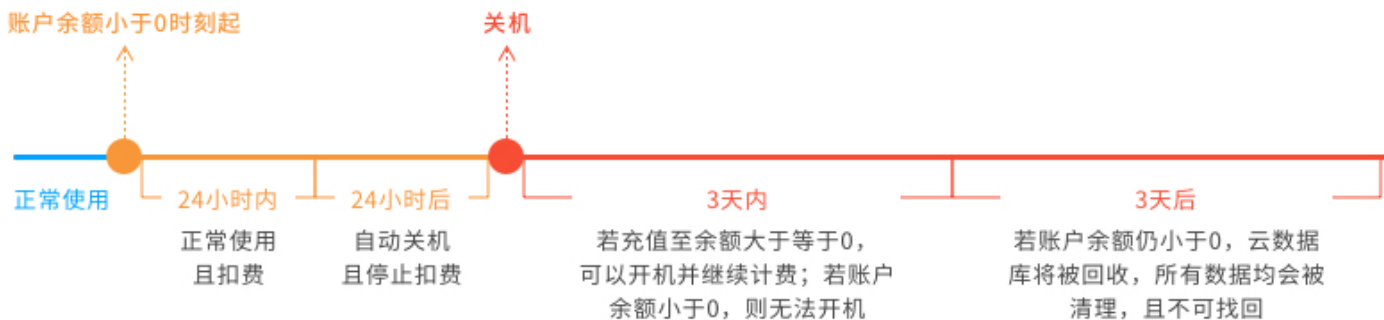 账户余额小于0时刻起
关机
正常使用
24小时内
24小时后
3天内
3天后
正常使用
且扣费
自动关机
且停止扣费
若充值至余额大于等于0，
可以开机并继续计费；若账户
余额小于0，则无法开机
若账户余额仍小于0，云数据
库将被回收，所有数据均会被
清理，且不可找回